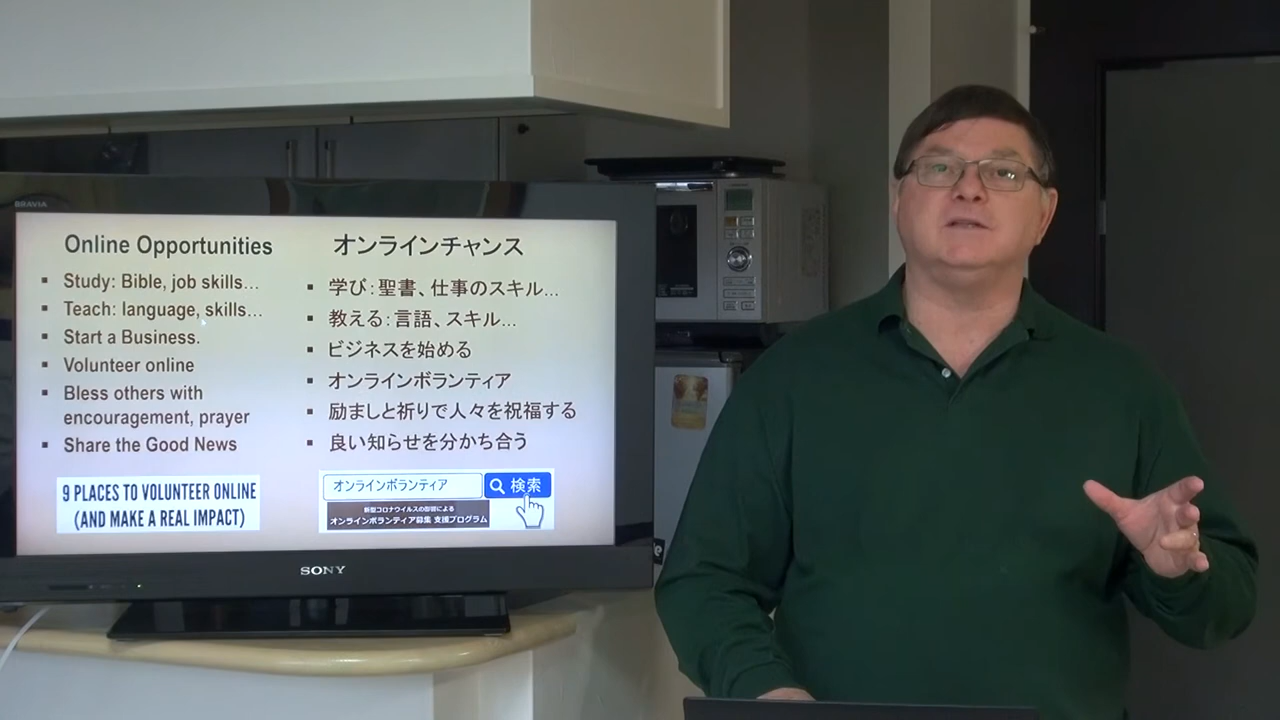 BRAVIA
Online Opportunities
▪ Study: Bible, job skills...
▪ Teach: language, skills...
▪ Start a Business.
▪ Volunteer online
▪ Bless others with
encouragement, prayer
▪ Share the Good News
9 PLACES TO VOLUNTEER ONLINE
(AND MAKE A REAL IMPACT)
オンラインチャンス
▪ 学び：聖書、仕事のスキル...
▪ 教える：言語、スキル...
▪ ビジネスを始める
▪ オンラインボランティア
▪ 励ましと祈りで人々を祝福する
▪ 良い知らせを分かち合う
オンラインボランティア 検索
新型コロナウイルスの影響による
オンラインボランティア募集 支援プログラム
SONY